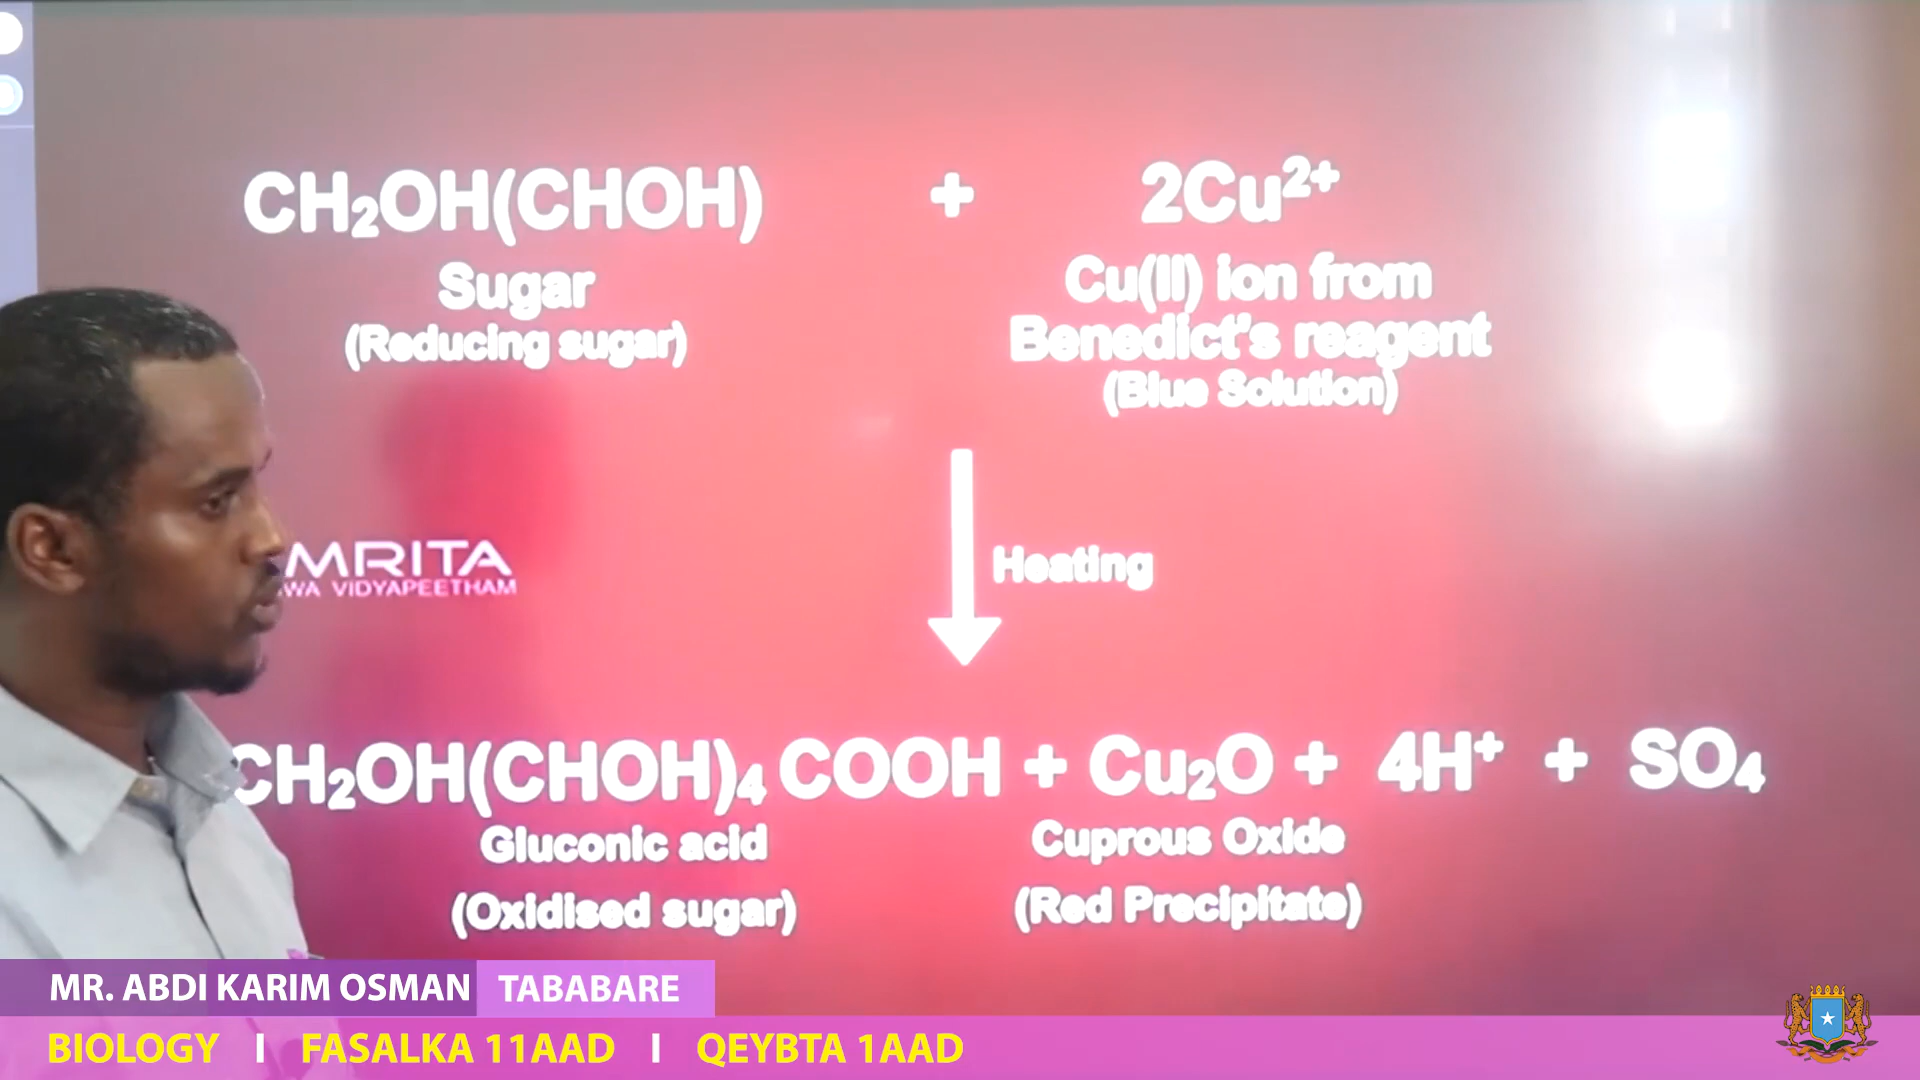 CH₂OH(CHOH) + 2Cu²⁺
Sugar
(Reducing sugar)
Cu(II) ion from
Benedict's reagent
(Blue Solution)
Heating
MRITA
WA VIDYAPEETHAM
CH₂OH(CHOH)₄ COOH + Cu₂O + 4H⁺ + SO₄
Gluconic acid
(Oxidised sugar)
Cuprous Oxide
(Red Precipitate)
MR. ABDI KARIM OSMAN TABABARE
BIOLOGY I FASALKA 11AAD I QEYBTA 1AAD